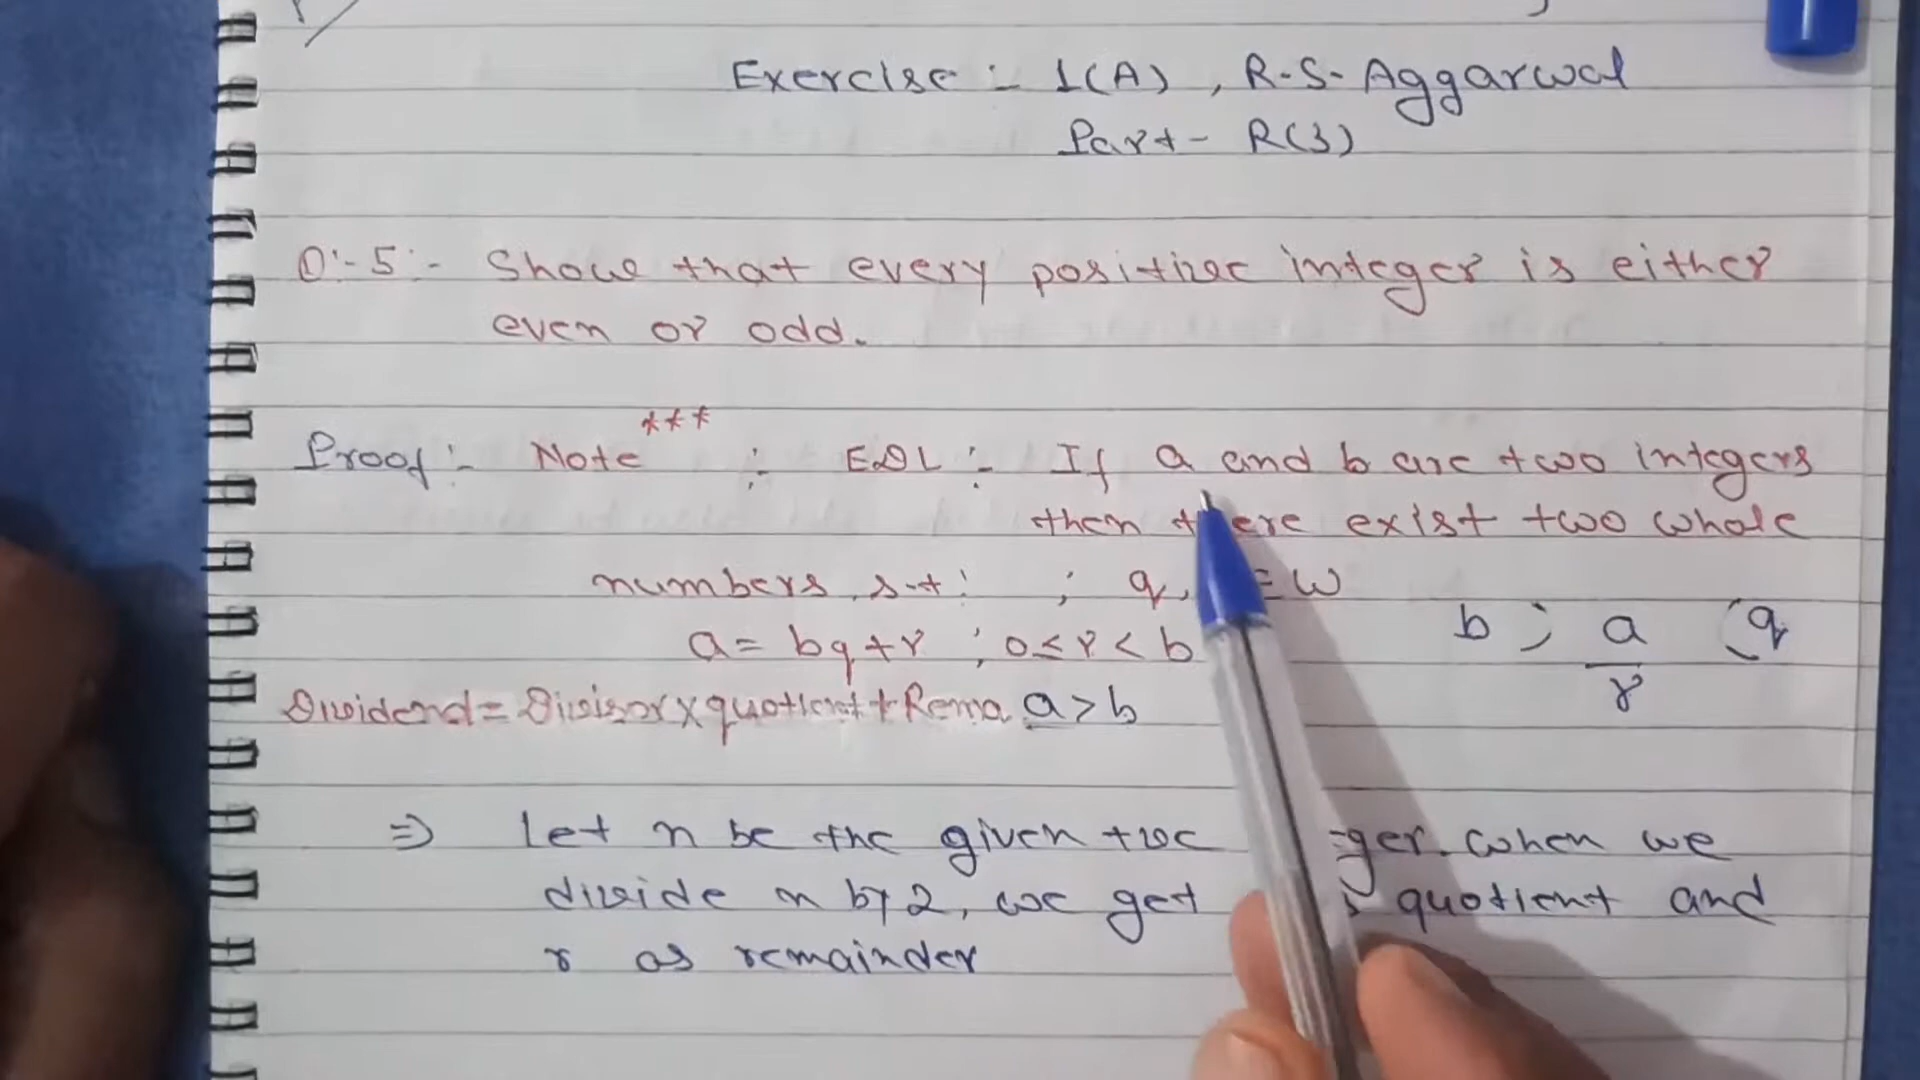 Exercise :- 1(A), R.S. Aggarwal
Part - R(3)
Q:-5:- Show that every positive integer is either
even or odd.
Proof:- Note *** :- EDL :- If a and b are two integers
then there exist two whole
numbers s.t. ; q, = W
a = bq + r ; 0 ≤ r < b
b ) a ( q
r
Dividend = Divisor x quotient + Rema a > b
⇒ Let n be the given +ve when we
divide n by 2, we get quotient and
r as remainder